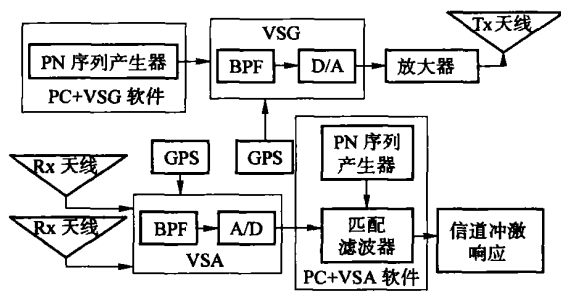 Tx 天线
VSG
PN 序列产生器
BPF
D/A
放大器
PC+VSG 软件
GPS
GPS
PN 序列
产生器
Rx 天线
Rx 天线
BPF
A/D
匹配
滤波器
信道冲激
响应
VSA
PC+VSA 软件